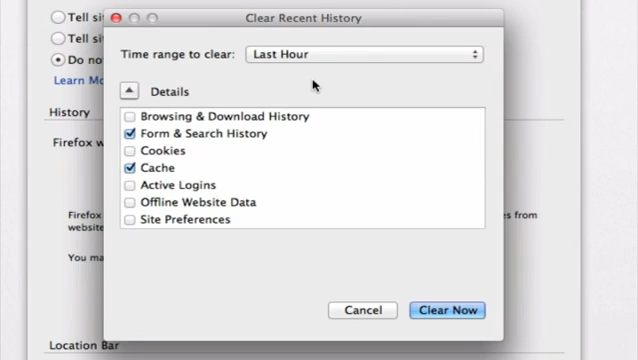 Clear Recent History
Tell si
Tell si
Do no
Learn Mo
Time range to clear: Last Hour
Details
History
Browsing & Download History
Form & Search History
Firefox w
Cookies
Cache
Active Logins
Offline Website Data
Firefox
es from
Site Preferences
website
You ma
Cancel
Clear Now
Location Bar